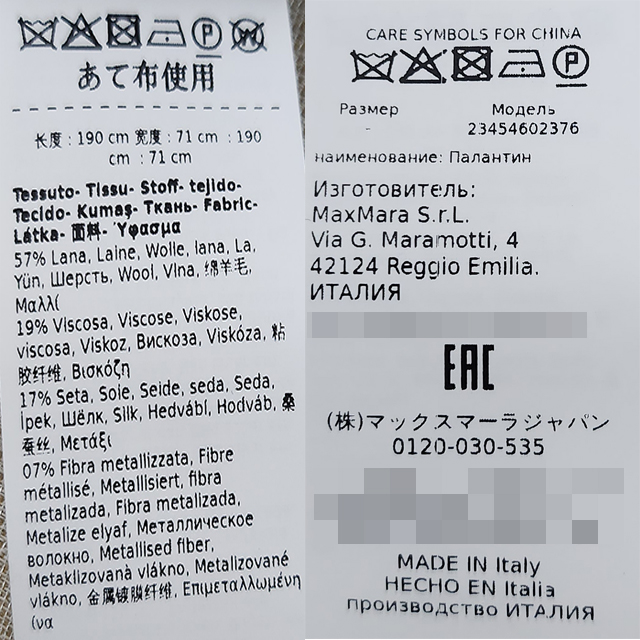 あて布使用
长度 : 190 cm 宽度 : 71 cm : 190
cm : 71 cm
Tessuto- Tissu- Stoff- tejido-
Tecido- Kumaş- Ткань- Fabric-
Látka- 面料- Ύφασμα
57% Lana, Laine, Wolle, lana, La,
Yün, Шерсть, Wool, Vlna, 绵羊毛,
Μαλλί
19% Viscosa, Viscose, Viskose,
viscosa, Viskoz, Вискоза, Viskóza, 粘
胶纤维, Βισκόζη
17% Seta, Soie, Seide, seda, Seda,
İpek, Шёлк, Silk, Hedvábí, Hodváb, 桑
蚕丝, Μετάξι
07% Fibra metallizzata, Fibre
métallisé, Metallisiert, fibra
metalizada, Fibra metalizada,
Metalize elyaf, Металлическое
волокно, Metallised fiber,
Metaklizovanà vlákno, Metalizované
vlákno, 金属镀膜纤维, Επιμεταλλωμένη
ίνα
CARE SYMBOLS FOR CHINA
P
Размер Модель
- 23454602376
наименование: Палантин
Изготовитель:
MaxMara S.r.L.
Via G. Maramotti, 4
42124 Reggio Emilia.
ИТАЛИЯ
EAC
(株)マックスマーラジャパン
0120-030-535
MADE IN Italy
HECHO EN Italia
производство ИТАЛИЯ